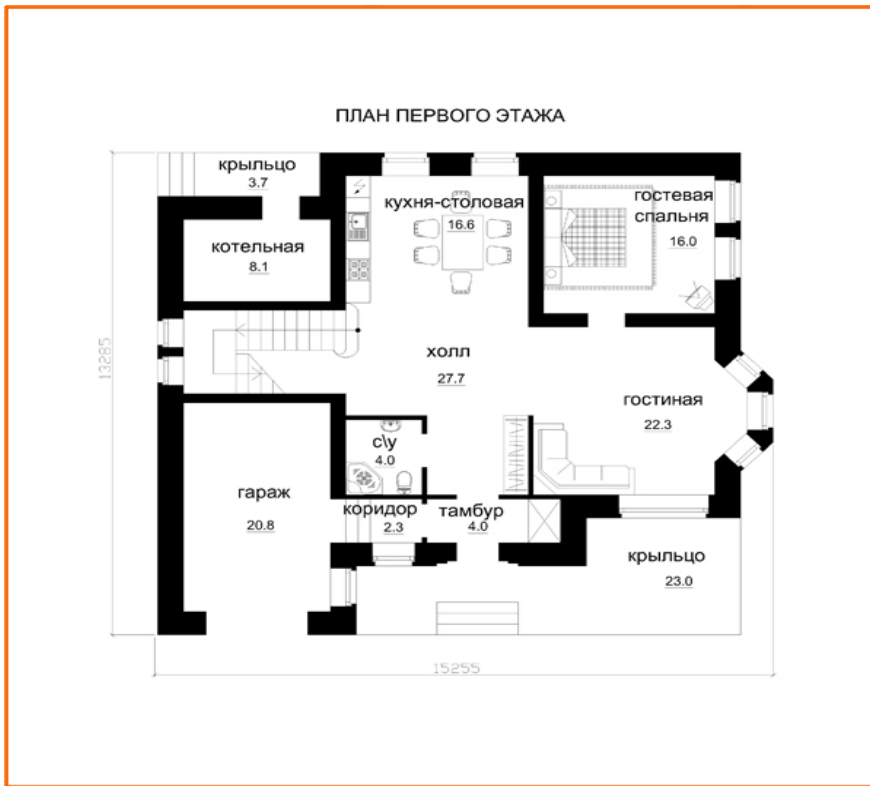 ПЛАН ПЕРВОГО ЭТАЖА
крыльцо
3.7
кухня-столовая
16.6
гостевая
спальня
16.0
котельная
8.1
13285
холл
27.7
гостиная
22.3
с\у
4.0
гараж
20.8
коридор
2.3
тамбур
4.0
крыльцо
23.0
15255